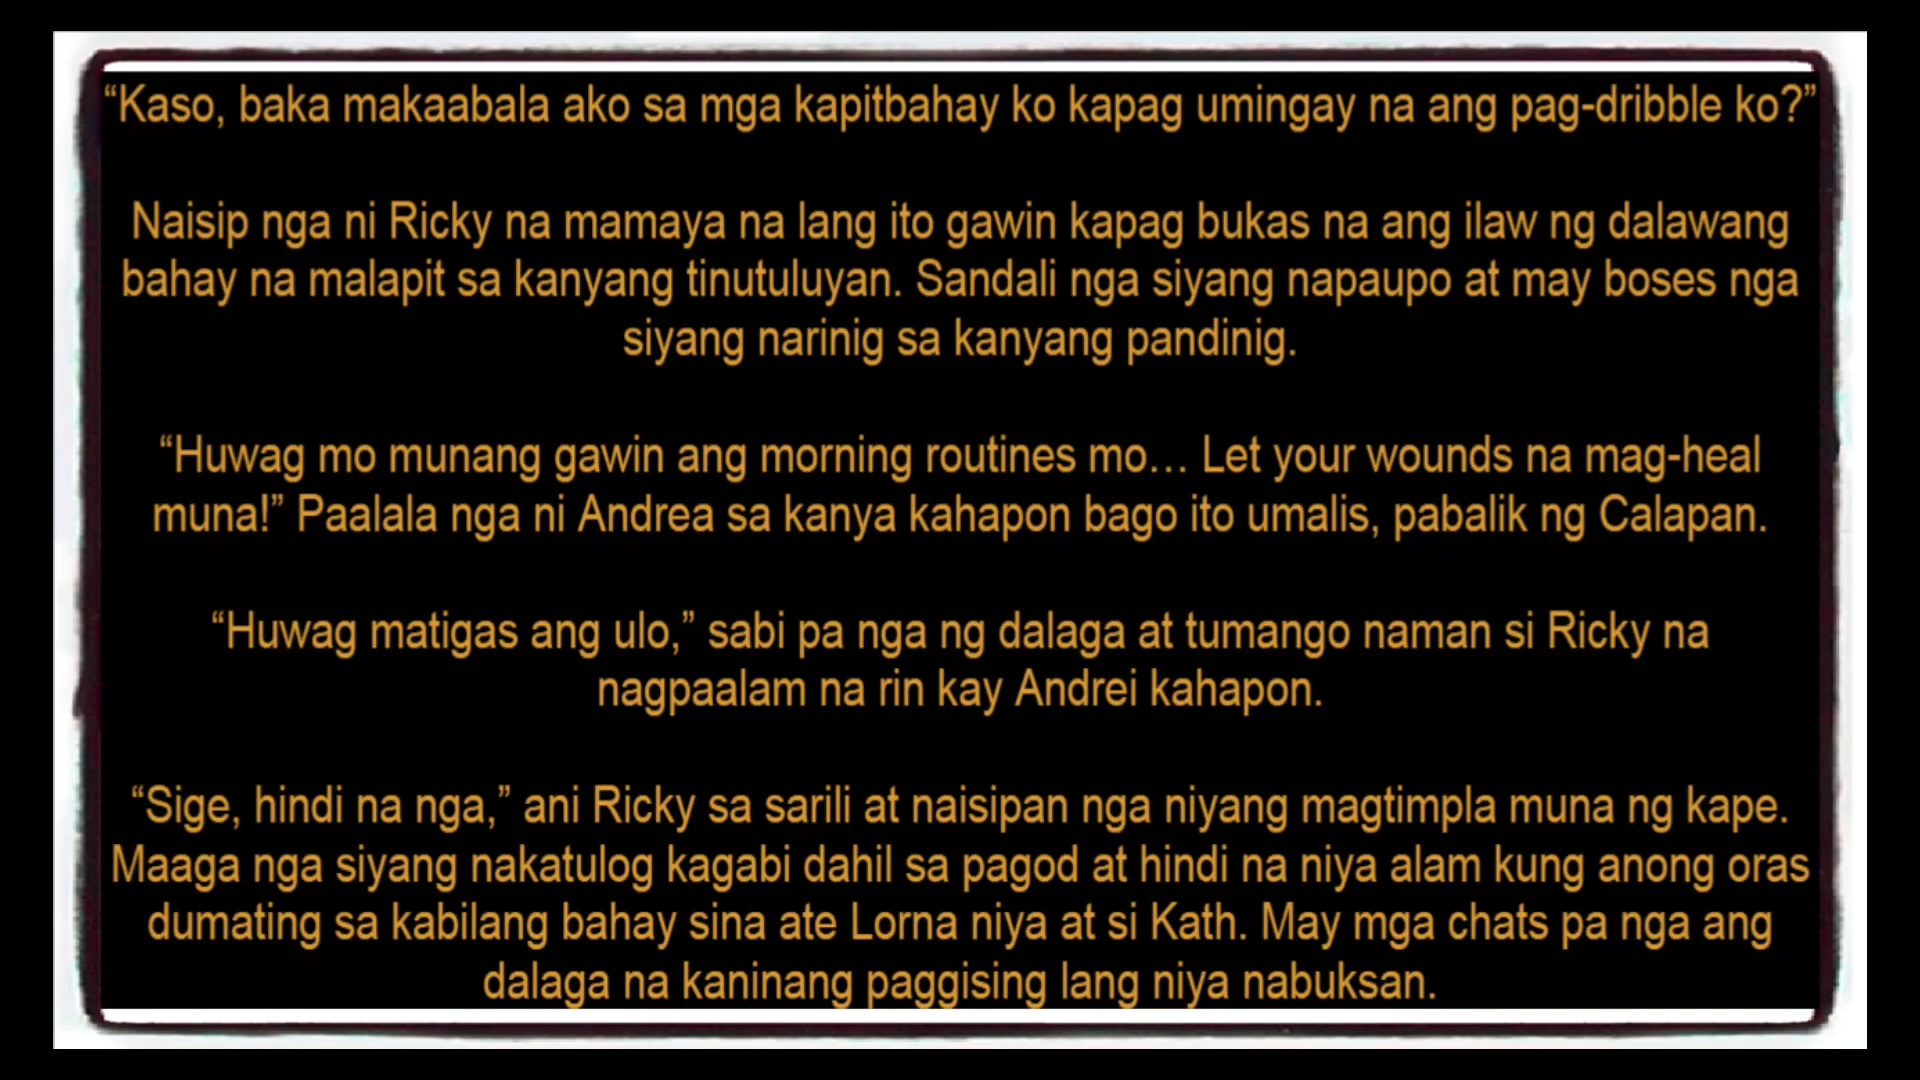 “Kaso, baka makaabala ako sa mga kapitbahay ko kapag umingay na ang pag-dribble ko?”
Naisip nga ni Ricky na mamaya na lang ito gawin kapag bukas na ang ilaw ng dalawang
bahay na malapit sa kanyang tinutuluyan. Sandali nga siyang napaupo at may boses nga
siyang narinig sa kanyang pandinig.
“Huwag mo munang gawin ang morning routines mo… Let your wounds na mag-heal
muna!” Paalala nga ni Andrea sa kanya kahapon bago ito umalis, pabalik ng Calapan.
“Huwag matigas ang ulo,” sabi pa nga ng dalaga at tumango naman si Ricky na
nagpaalam na rin kay Andrei kahapon.
“Sige, hindi na nga,” ani Ricky sa sarili at naisipan nga niyang magtimpla muna ng kape.
Maaga nga siyang nakatulog kagabi dahil sa pagod at hindi na niya alam kung anong oras
dumating sa kabilang bahay sina ate Lorna niya at si Kath. May mga chats pa nga ang
dalaga na kaninang paggising lang niya nabuksan.